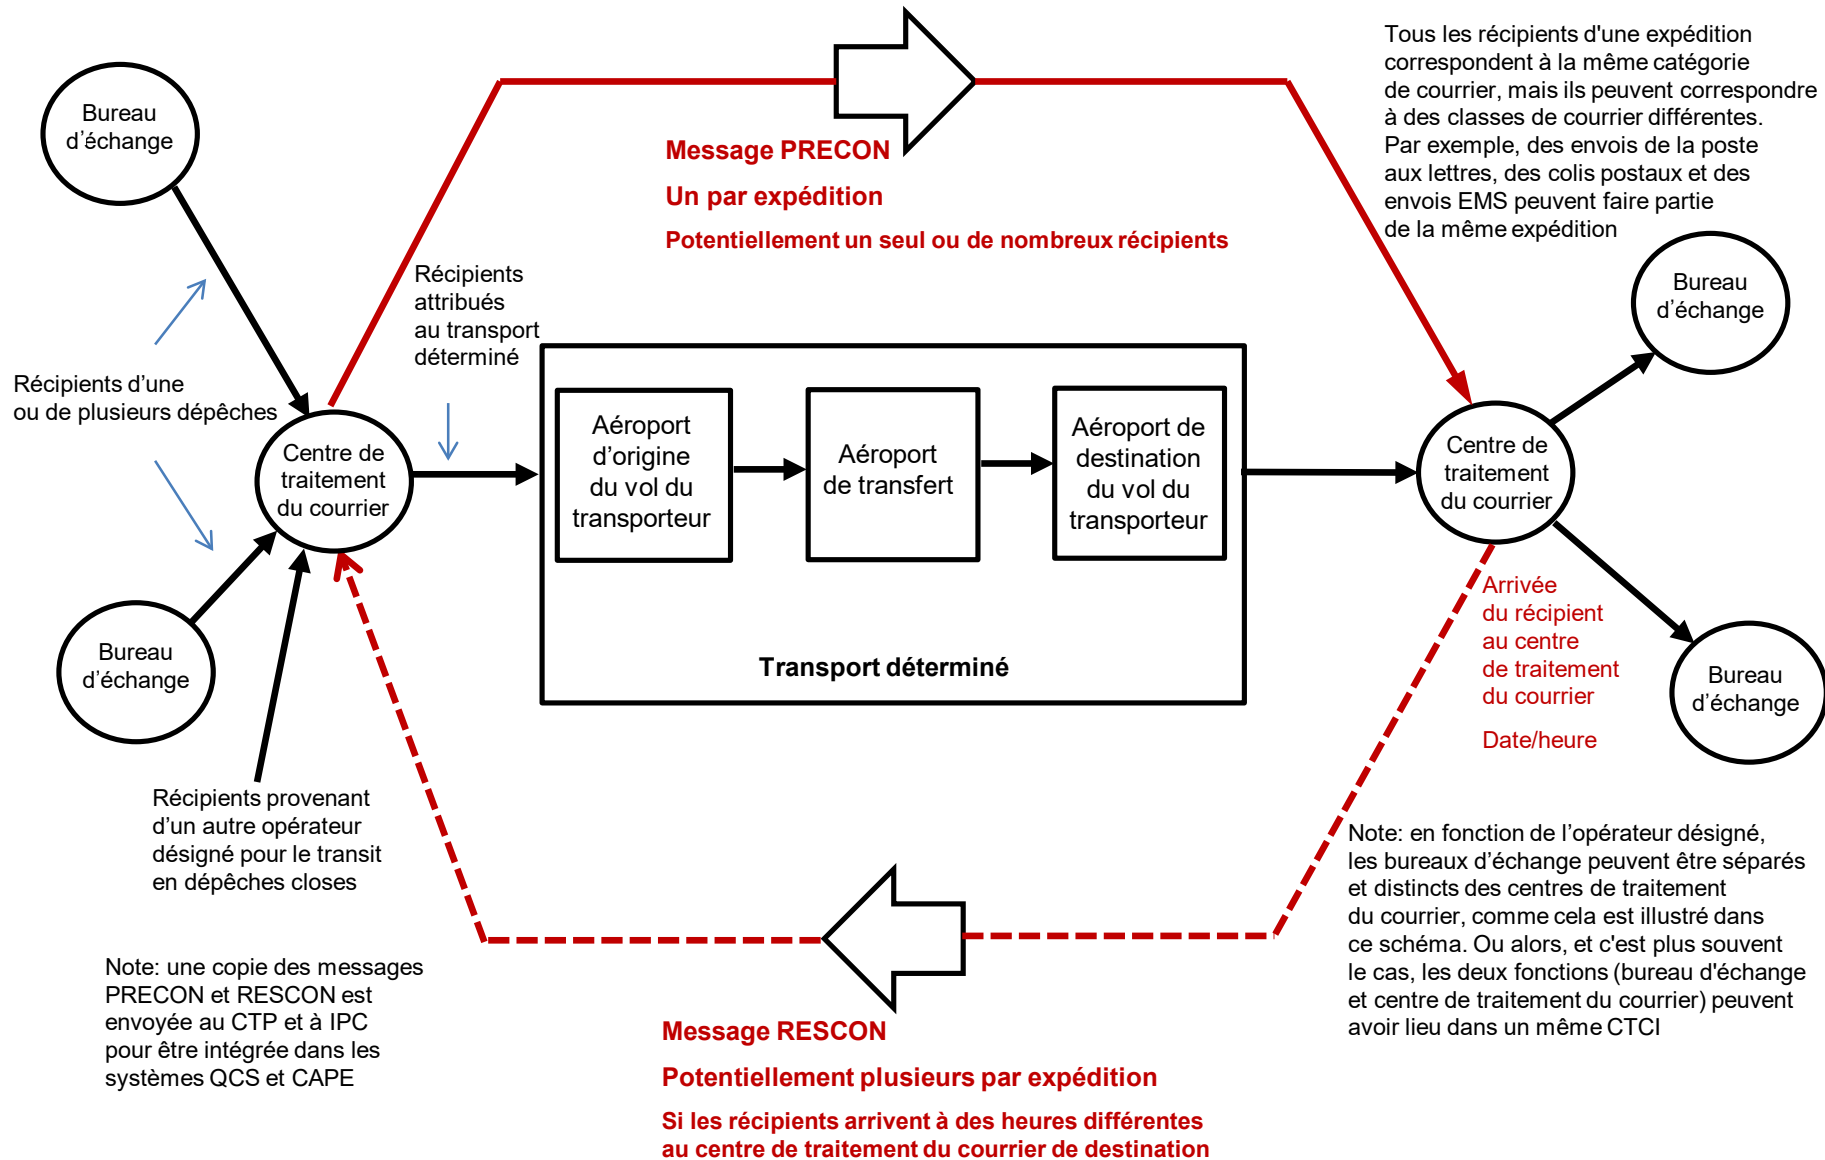 Bureau
d'échange
Message PRECON
Un par expédition
Potentiellement un seul ou de nombreux récipients
Tous les récipients d'une expédition
correspondent à la même catégorie
de courrier, mais ils peuvent correspondre
à des classes de courrier différentes.
Par exemple, des envois de la poste
aux lettres, des colis postaux et des
envois EMS peuvent faire partie
de la même expédition
Récipients
attribués
au transport
déterminé
Bureau
d'échange
Récipients d'une
ou de plusieurs dépêches
Centre de
traitement
du courrier
Aéroport
d'origine
du vol du
transporteur
Aéroport
de transfert
Aéroport de
destination
du vol du
transporteur
Transport déterminé
Centre de
traitement
du courrier
Arrivée
du récipient
au centre
de traitement
du courrier
Date/heure
Bureau
d'échange
Bureau
d'échange
Récipients provenant
d'un autre opérateur
désigné pour le transit
en dépêches closes
Note: en fonction de l'opérateur désigné,
les bureaux d'échange peuvent être séparés
et distincts des centres de traitement
du courrier, comme cela est illustré dans
ce schéma. Ou alors, et c'est plus souvent
le cas, les deux fonctions (bureau d'échange
et centre de traitement du courrier) peuvent
avoir lieu dans un même CTCI
Note: une copie des messages
PRECON et RESCON est
envoyée au CTP et à IPC
pour être intégrée dans les
systèmes QCS et CAPE
Message RESCON
Potentiellement plusieurs par expédition
Si les récipients arrivent à des heures différentes
au centre de traitement du courrier de destination